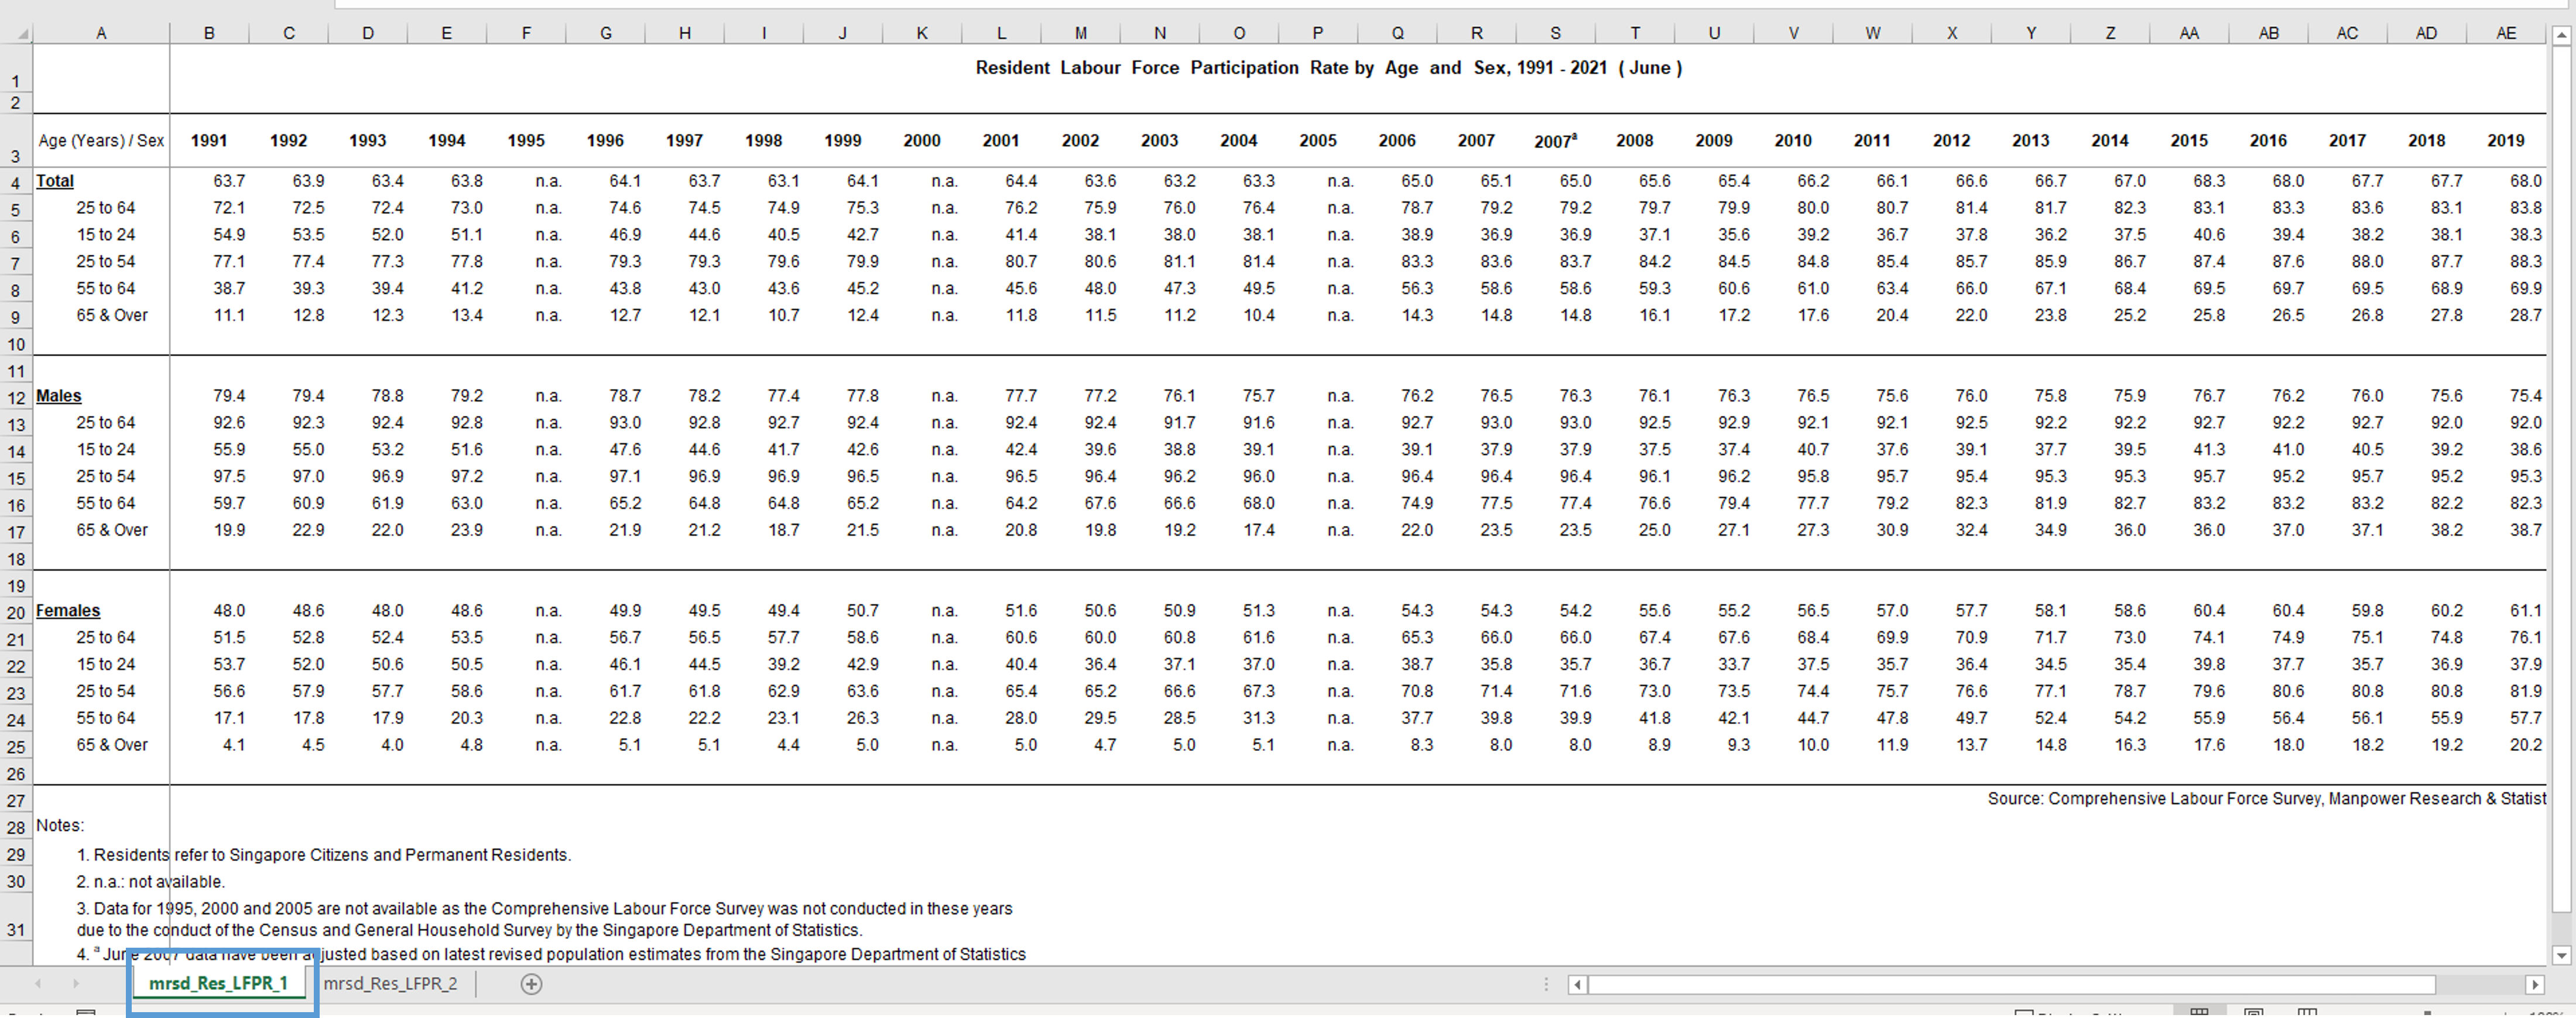 A B C D E F G H I J K L M N O P Q R S T U V W X Y Z AA AB AC AD AE
1 Resident Labour Force Participation Rate by Age and Sex, 1991 - 2021 ( June )
2
3 Age (Years) / Sex 1991 1992 1993 1994 1995 1996 1997 1998 1999 2000 2001 2002 2003 2004 2005 2006 2007 2007ª 2008 2009 2010 2011 2012 2013 2014 2015 2016 2017 2018 2019
4 Total 63.7 63.9 63.4 63.8 n.a. 64.1 63.7 63.1 64.1 n.a. 64.4 63.6 63.2 63.3 n.a. 65.0 65.1 65.0 65.6 65.4 66.2 66.1 66.6 66.7 67.0 68.3 68.0 67.7 67.7 68.0
5 25 to 64 72.1 72.5 72.4 73.0 n.a. 74.6 74.5 74.9 75.3 n.a. 76.2 75.9 76.0 76.4 n.a. 78.7 79.2 79.2 79.7 79.9 80.0 80.7 81.4 81.7 82.3 83.1 83.3 83.6 83.1 83.8
6 15 to 24 54.9 53.5 52.0 51.1 n.a. 46.9 44.6 40.5 42.7 n.a. 41.4 38.1 38.0 38.1 n.a. 38.9 36.9 36.9 37.1 35.6 39.2 36.7 37.8 36.2 37.5 40.6 39.4 38.2 38.1 38.3
7 25 to 54 77.1 77.4 77.3 77.8 n.a. 79.3 79.3 79.6 79.9 n.a. 80.7 80.6 81.1 81.4 n.a. 83.3 83.6 83.7 84.2 84.5 84.8 85.4 85.7 85.9 86.7 87.4 87.6 88.0 87.7 88.3
8 55 to 64 38.7 39.3 39.4 41.2 n.a. 43.8 43.0 43.6 45.2 n.a. 45.6 48.0 47.3 49.5 n.a. 56.3 58.6 58.6 59.3 60.6 61.0 63.4 66.0 67.1 68.4 69.5 69.7 69.5 68.9 69.9
9 65 & Over 11.1 12.8 12.3 13.4 n.a. 12.7 12.1 10.7 12.4 n.a. 11.8 11.5 11.2 10.4 n.a. 14.3 14.8 14.8 16.1 17.2 17.6 20.4 22.0 23.8 25.2 25.8 26.5 26.8 27.8 28.7
10
11
12 Males 79.4 79.4 78.8 79.2 n.a. 78.7 78.2 77.4 77.8 n.a. 77.7 77.2 76.1 75.7 n.a. 76.2 76.5 76.3 76.1 76.3 76.5 75.6 76.0 75.8 75.9 76.7 76.2 76.0 75.6 75.4
13 25 to 64 92.6 92.3 92.4 92.8 n.a. 93.0 92.8 92.7 92.4 n.a. 92.4 92.4 91.7 91.6 n.a. 92.7 93.0 93.0 92.5 92.9 92.1 92.1 92.5 92.2 92.2 92.7 92.2 92.7 92.0 92.0
14 15 to 24 55.9 55.0 53.2 51.6 n.a. 47.6 44.6 41.7 42.6 n.a. 42.4 39.6 38.8 39.1 n.a. 39.1 37.9 37.9 37.5 37.4 40.7 37.6 39.1 37.7 39.5 41.3 41.0 40.5 39.2 38.6
15 25 to 54 97.5 97.0 96.9 97.2 n.a. 97.1 96.9 96.9 96.5 n.a. 96.5 96.4 96.2 96.0 n.a. 96.4 96.4 96.4 96.1 96.2 95.8 95.7 95.4 95.3 95.3 95.7 95.2 95.7 95.2 95.3
16 55 to 64 59.7 60.9 61.9 63.0 n.a. 65.2 64.8 64.8 65.2 n.a. 64.2 67.6 66.6 68.0 n.a. 74.9 77.5 77.4 76.6 79.4 77.7 79.2 82.3 81.9 82.7 83.2 83.2 83.2 82.2 82.3
17 65 & Over 19.9 22.9 22.0 23.9 n.a. 21.9 21.2 18.7 21.5 n.a. 20.8 19.8 19.2 17.4 n.a. 22.0 23.5 23.5 25.0 27.1 27.3 30.9 32.4 34.9 36.0 36.0 37.0 37.1 38.2 38.7
18
19
20 Females 48.0 48.6 48.0 48.6 n.a. 49.9 49.5 49.4 50.7 n.a. 51.6 50.6 50.9 51.3 n.a. 54.3 54.3 54.2 55.6 55.2 56.5 57.0 57.7 58.1 58.6 60.4 60.4 59.8 60.2 61.1
21 25 to 64 51.5 52.8 52.4 53.5 n.a. 56.7 56.5 57.7 58.6 n.a. 60.6 60.0 60.8 61.6 n.a. 65.3 66.0 66.0 67.4 67.6 68.4 69.9 70.9 71.7 73.0 74.1 74.9 75.1 74.8 76.1
22 15 to 24 53.7 52.0 50.6 50.5 n.a. 46.1 44.5 39.2 42.9 n.a. 40.4 36.4 37.1 37.0 n.a. 38.7 35.8 35.7 36.7 33.7 37.5 35.7 36.4 34.5 35.4 39.8 37.7 35.7 36.9 37.9
23 25 to 54 56.6 57.9 57.7 58.6 n.a. 61.7 61.8 62.9 63.6 n.a. 65.4 65.2 66.6 67.3 n.a. 70.8 71.4 71.6 73.0 73.5 74.4 75.7 76.6 77.1 78.7 79.6 80.6 80.8 80.8 81.9
24 55 to 64 17.1 17.8 17.9 20.3 n.a. 22.8 22.2 23.1 26.3 n.a. 28.0 29.5 28.5 31.3 n.a. 37.7 39.8 39.9 41.8 42.1 44.7 47.8 49.7 52.4 54.2 55.9 56.4 56.1 55.9 57.7
25 65 & Over 4.1 4.5 4.0 4.8 n.a. 5.1 5.1 4.4 5.0 n.a. 5.0 4.7 5.0 5.1 n.a. 8.3 8.0 8.0 8.9 9.3 10.0 11.9 13.7 14.8 16.3 17.6 18.0 18.2 19.2 20.2
26
27 Source: Comprehensive Labour Force Survey, Manpower Research & Statist
28 Notes:
29 1. Residents refer to Singapore Citizens and Permanent Residents.
30 2. n.a.: not available.
3. Data for 1995, 2000 and 2005 are not available as the Comprehensive Labour Force Survey was not conducted in these years
31 due to the conduct of the Census and General Household Survey by the Singapore Department of Statistics.
4. ª June 2007 data have been adjusted based on latest revised population estimates from the Singapore Department of Statistics
mrsd_Res_LFPR_1 mrsd_Res_LFPR_2